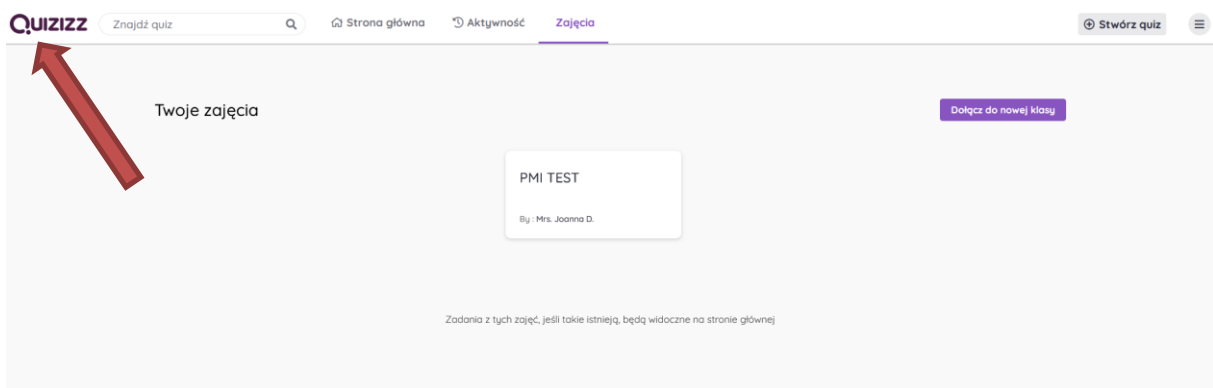 QUIZIZZ Znajdź quiz Strona główna Aktywność Zajęcia Stwórz quiz
Twoje zajęcia Dołącz do nowej klasy
PMI TEST
By : Mrs. Joanna D.
Zadania z tych zajęć, jeśli takie istnieją, będą widoczne na stronie głównej